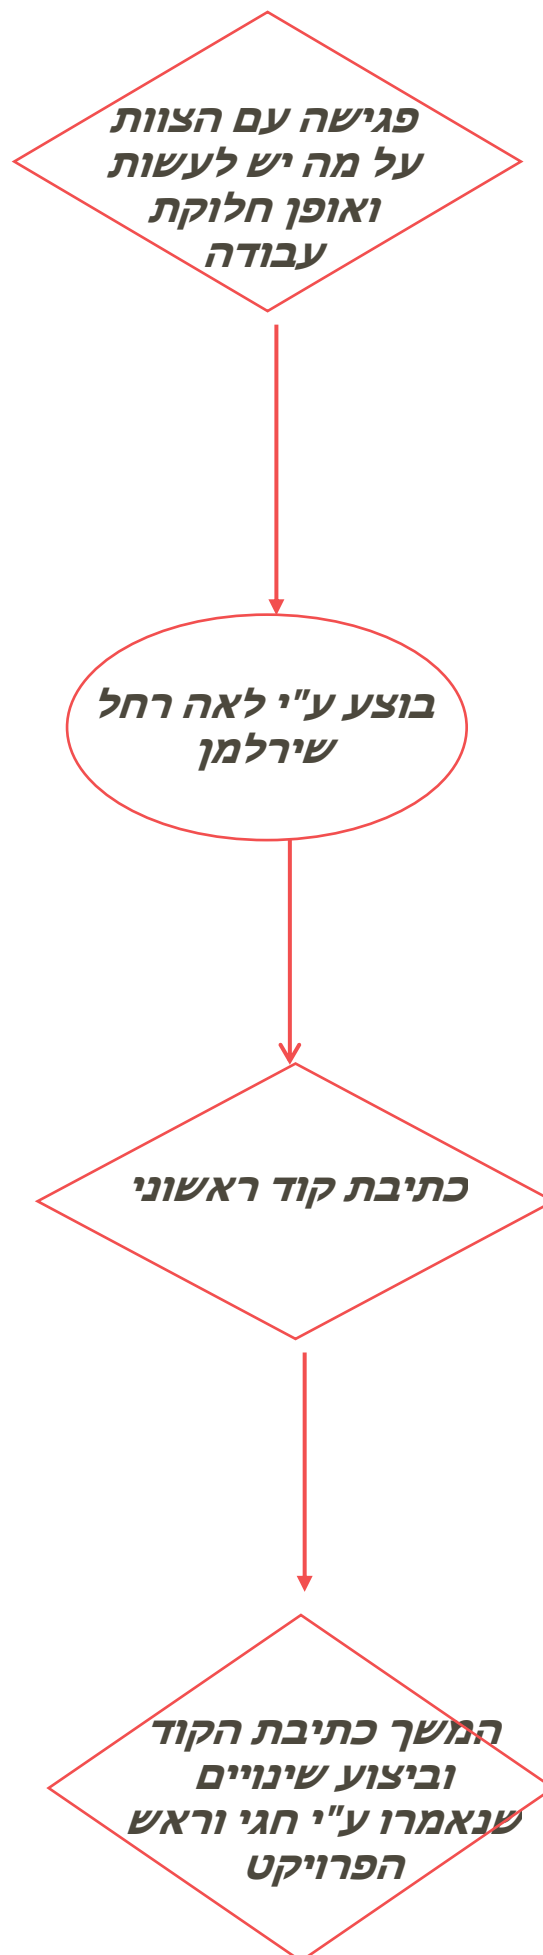 פגישה עם הצוות
על מה יש לעשות
ואופן חלוקת
עבודה
בוצע ע"י לאה רחל
שירלמן
כתיבת קוד ראשוני
המשך כתיבת הקוד
וביצוע שינויים
שנאמרו ע"י חגי וראש
הפרויקט